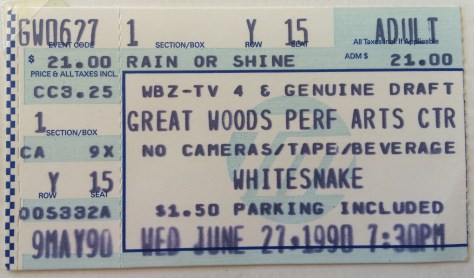 GW0627 1 Y 15 ADULT
EVENT CODE SECTION/BOX ROW SEAT All Taxes Incl. If Applicable
$ 21.00 RAIN OR SHINE ADM $ 21.00
PRICE & ALL TAXES INCL.
CC3.25 WBZ-TV 4 & GENUINE DRAFT
1 GREAT WOODS PERF ARTS CTR
SECTION/BOX
CA 9X NO CAMERAS/TAPE/BEVERAGE
Y 15 WHITESNAKE
ROW SEAT
OOS332A $1.50 PARKING INCLUDED
9MAY90 WED JUNE 27,1990 7:30PM